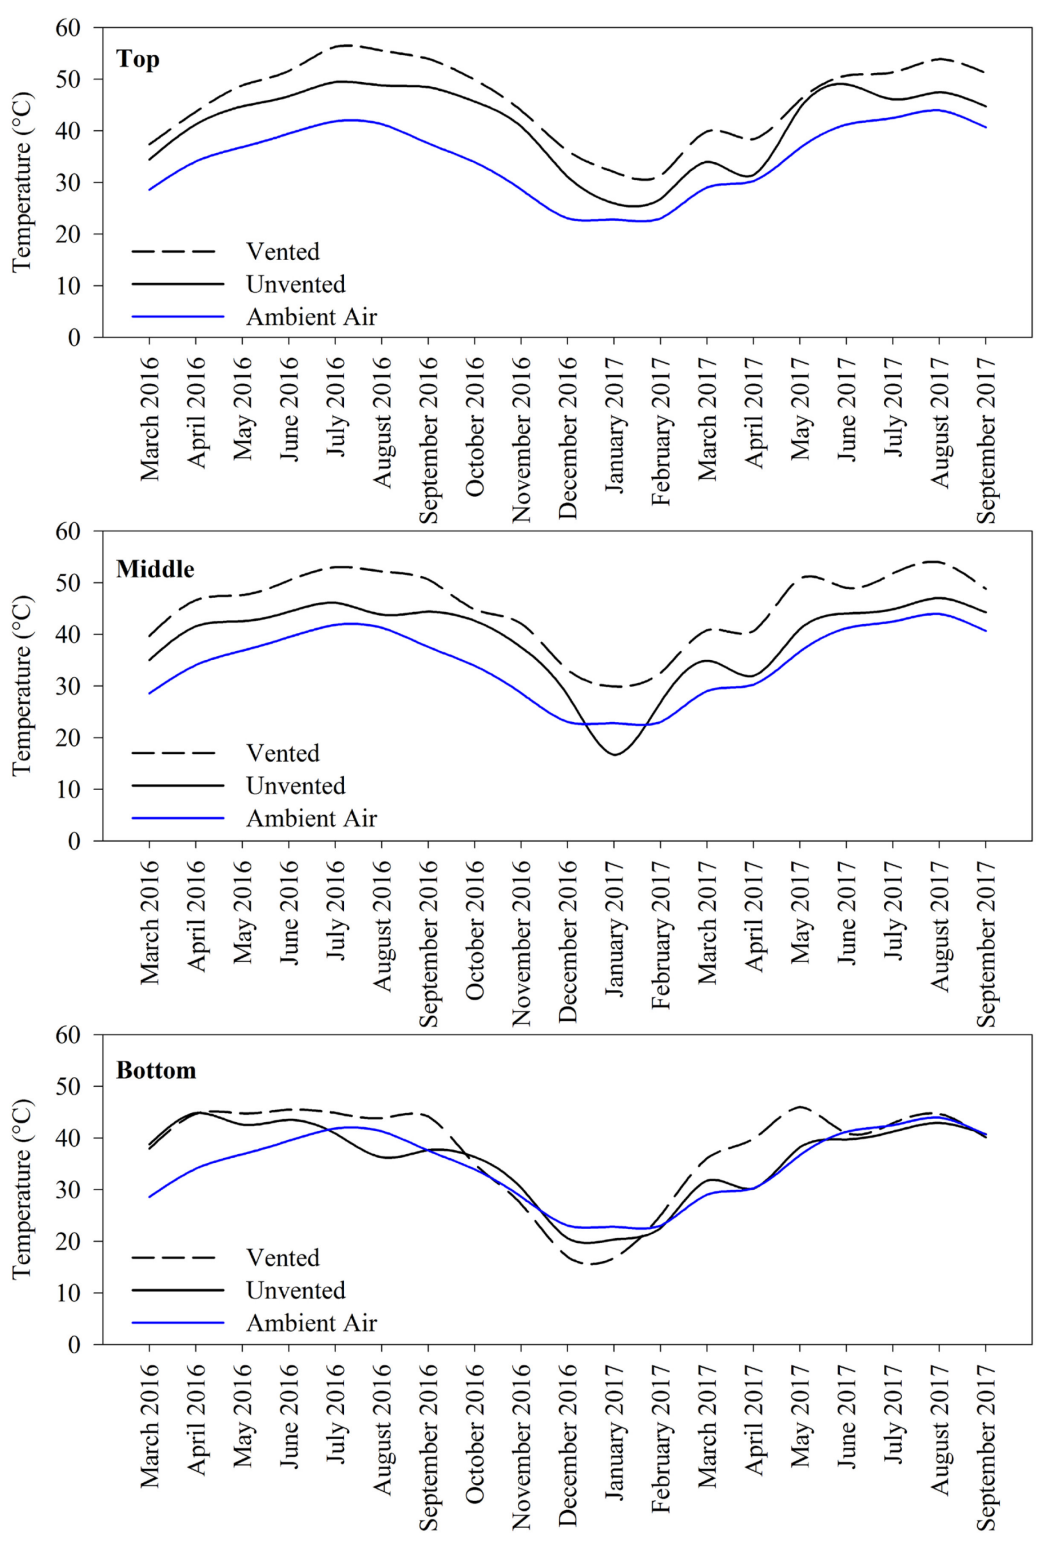 Top
Temperature (°C)
60
50
40
30
20
10
0
Vented
Unvented
Ambient Air
March 2016
April 2016
May 2016
June 2016
July 2016
August 2016
September 2016
October 2016
November 2016
December 2016
January 2017
February 2017
March 2017
April 2017
May 2017
June 2017
July 2017
August 2017
September 2017
Middle
Temperature (°C)
60
50
40
30
20
10
0
Vented
Unvented
Ambient Air
March 2016
April 2016
May 2016
June 2016
July 2016
August 2016
September 2016
October 2016
November 2016
December 2016
January 2017
February 2017
March 2017
April 2017
May 2017
June 2017
July 2017
August 2017
September 2017
Bottom
Temperature (°C)
60
50
40
30
20
10
0
Vented
Unvented
Ambient Air
March 2016
April 2016
May 2016
June 2016
July 2016
August 2016
September 2016
October 2016
November 2016
December 2016
January 2017
February 2017
March 2017
April 2017
May 2017
June 2017
July 2017
August 2017
September 2017